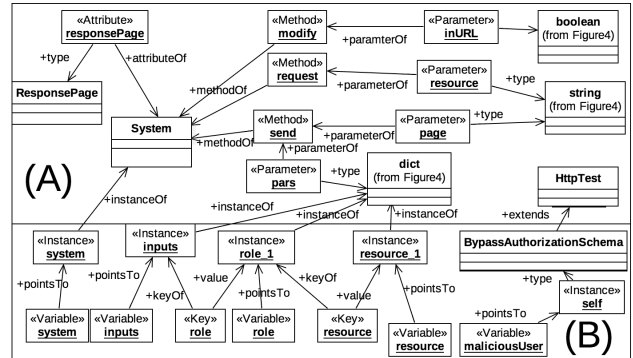 «Attribute»
responsePage
+type
+attributeOf
ResponsePage
System
«Method»
modify
+paramterOf
«Parameter»
inURL
boolean
(from Figure4)
«Method»
request
+parameterOf
«Parameter»
resource
+type
string
(from Figure4)
+methodOf
«Method»
send
+methodOf
+parameterOf
«Parameter»
page
+type
+parameterOf
«Parameter»
pars
+type
dict
(from Figure4)
(A)
HttpTest
+instanceOf
+instanceOf
+instanceOf
+instanceOf
+extends
«Instance»
system
«Instance»
inputs
«Instance»
role_1
«Instance»
resource_1
BypassAuthorizationSchema
+type
+pointsTo
+pointsTo
+keyOf
+value
+pointsTo
+keyOf
+value
+pointsTo
«Instance»
self
+pointsTo
«Variable»
system
«Variable»
inputs
«Key»
role
«Variable»
role
«Key»
resource
«Variable»
resource
«Variable»
maliciousUser
(B)